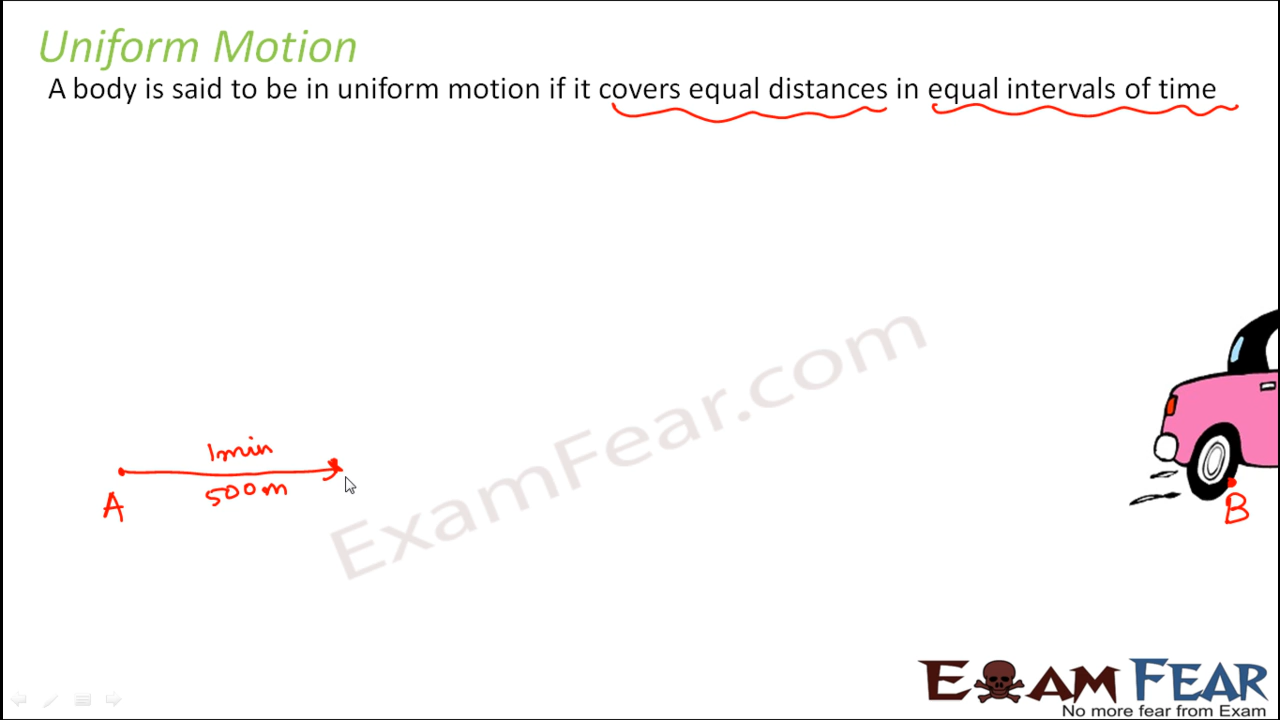 Uniform Motion
A body is said to be in uniform motion if it covers equal distances in equal intervals of time
ExamFear.com
1min
500m
A
B
EXAM FEAR
No more fear from Exam